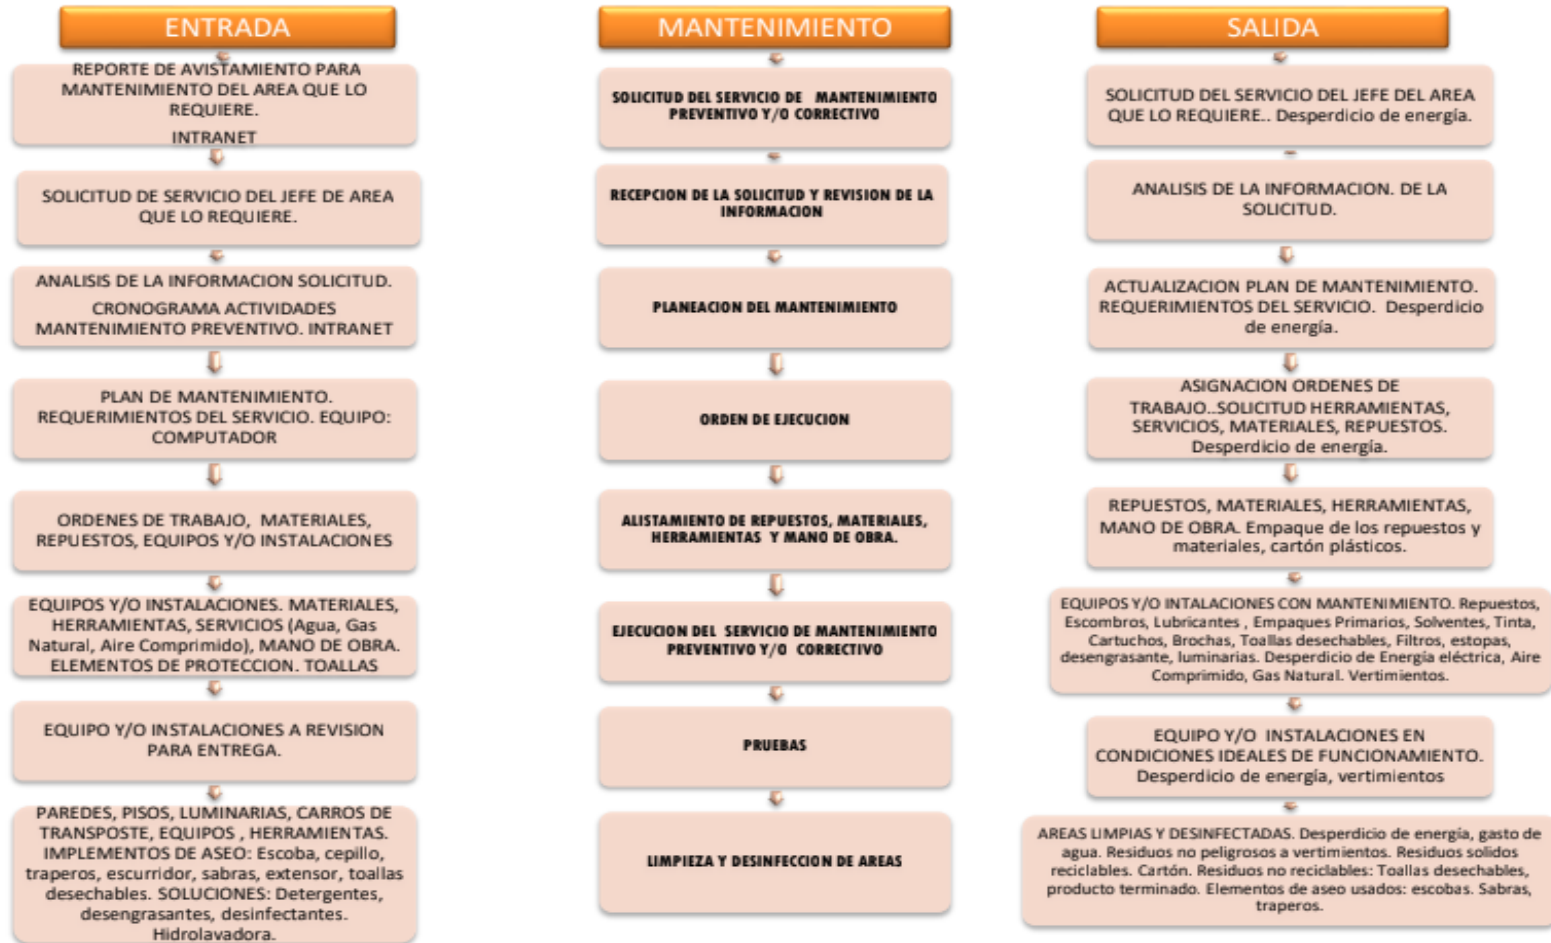 ENTRADA
REPORTE DE AVISTAMIENTO PARA
MANTENIMIENTO DEL AREA QUE LO
REQUIERE.
INTRANET
SOLICITUD DE SERVICIO DEL JEFE DE AREA
QUE LO REQUIERE.
ANALISIS DE LA INFORMACION SOLICITUD.
CRONOGRAMA ACTIVIDADES
MANTENIMIENTO PREVENTIVO. INTRANET
PLAN DE MANTENIMIENTO.
REQUERIMIENTOS DEL SERVICIO. EQUIPO:
COMPUTADOR
ORDENES DE TRABAJO, MATERIALES,
REPUESTOS, EQUIPOS Y/O INSTALACIONES
EQUIPOS Y/O INSTALACIONES. MATERIALES,
HERRAMIENTAS, SERVICIOS (Agua, Gas
Natural, Aire Comprimido), MANO DE OBRA.
ELEMENTOS DE PROTECCION. TOALLAS
EQUIPO Y/O INSTALACIONES A REVISION
PARA ENTREGA.
PAREDES, PISOS, LUMINARIAS, CARROS DE
TRANSPOSTE, EQUIPOS , HERRAMIENTAS.
IMPLEMENTOS DE ASEO: Escoba, cepillo,
traperos, escurridor, sabras, extensor, toallas
desechables. SOLUCIONES: Detergentes,
desengrasantes, desinfectantes.
Hidrolavadora.
MANTENIMIENTO
SOLICITUD DEL SERVICIO DE MANTENIMIENTO
PREVENTIVO Y/O CORRECTIVO
RECEPCION DE LA SOLICITUD Y REVISION DE LA
INFORMACION
PLANEACION DEL MANTENIMIENTO
ORDEN DE EJECUCION
ALISTAMIENTO DE REPUESTOS, MATERIALES,
HERRAMIENTAS Y MANO DE OBRA.
EJECUCION DEL SERVICIO DE MANTENIMIENTO
PREVENTIVO Y/O CORRECTIVO
PRUEBAS
LIMPIEZA Y DESINFECCION DE AREAS
SALIDA
SOLICITUD DEL SERVICIO DEL JEFE DEL AREA
QUE LO REQUIERE.. Desperdicio de energía.
ANALISIS DE LA INFORMACION. DE LA
SOLICITUD.
ACTUALIZACION PLAN DE MANTENIMIENTO.
REQUERIMIENTOS DEL SERVICIO. Desperdicio
de energía.
ASIGNACION ORDENES DE
TRABAJO..SOLICITUD HERRAMIENTAS,
SERVICIOS, MATERIALES, REPUESTOS.
Desperdicio de energía.
REPUESTOS, MATERIALES, HERRAMIENTAS,
MANO DE OBRA. Empaque de los repuestos y
materiales, cartón plásticos.
EQUIPOS Y/O INTALACIONES CON MANTENIMIENTO. Repuestos,
Escombros, Lubricantes , Empaques Primarios, Solventes, Tinta,
Cartuchos, Brochas, Toallas desechables, Filtros, estopas,
desengrasante, luminarias. Desperdicio de Energía eléctrica, Aire
Comprimido, Gas Natural. Vertimientos.
EQUIPO Y/O INSTALACIONES EN
CONDICIONES IDEALES DE FUNCIONAMIENTO.
Desperdicio de energía, vertimientos
AREAS LIMPIAS Y DESINFECTADAS. Desperdicio de energía, gasto de
agua. Residuos no peligrosos a vertimientos. Residuos solidos
reciclables. Cartón. Residuos no reciclables: Toallas desechables,
producto terminado. Elementos de aseo usados: escobas. Sabras,
traperos.